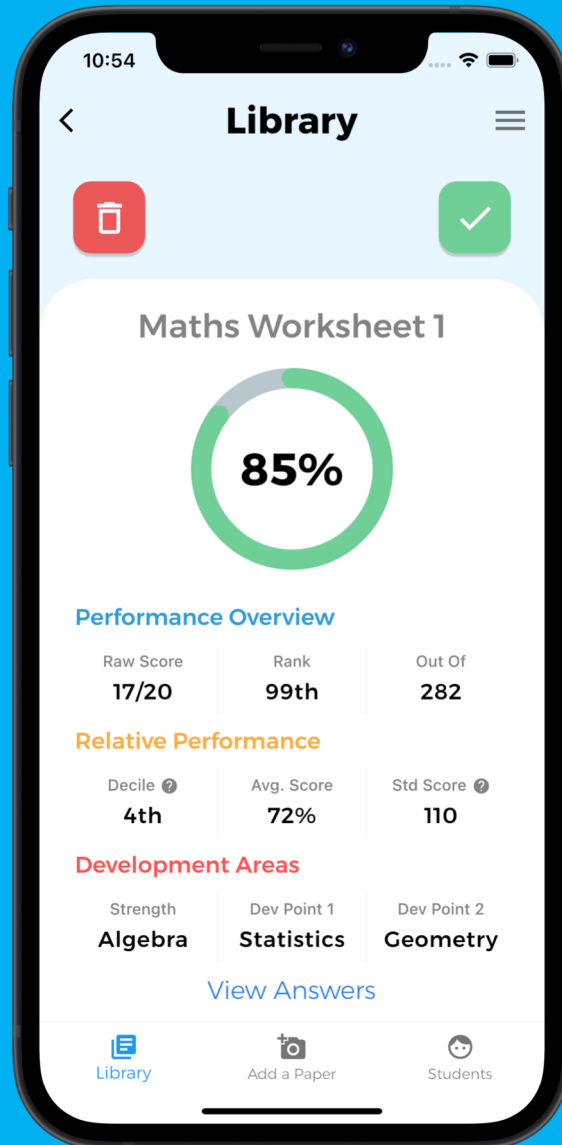 10:54
Library
Maths Worksheet 1
85%
Performance Overview
Raw Score Rank Out Of
17/20 99th 282
Relative Performance
Decile ? Avg. Score Std Score ?
4th 72% 110
Development Areas
Strength Dev Point 1 Dev Point 2
Algebra Statistics Geometry
View Answers
Library Add a Paper Students